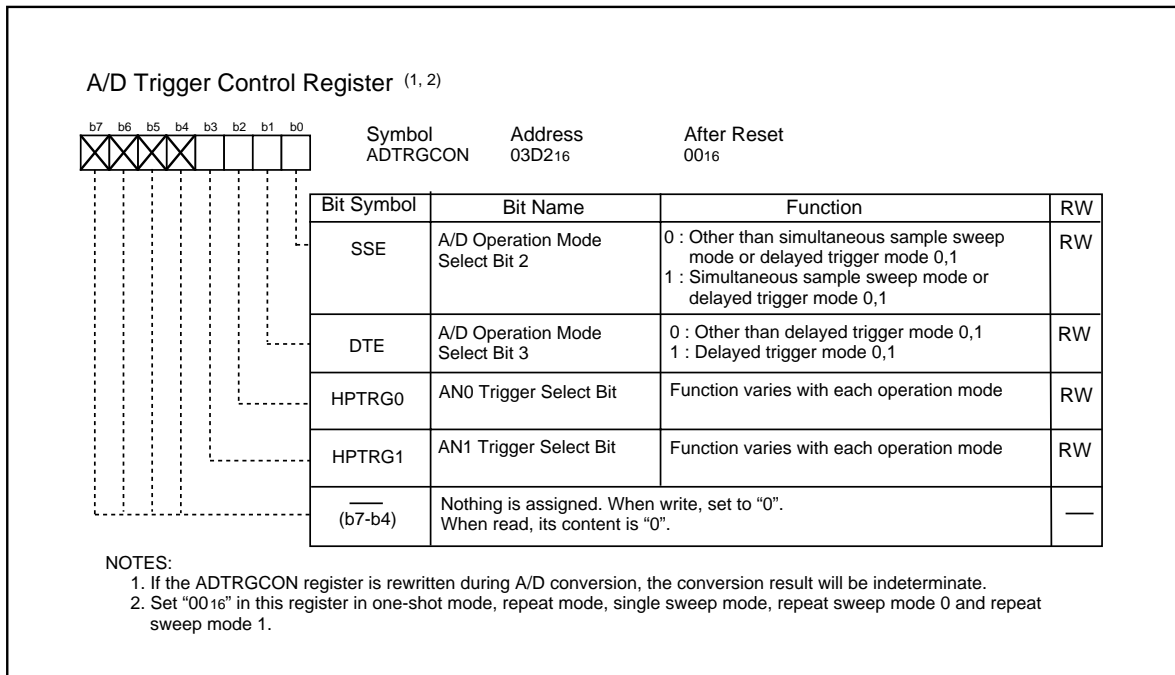 A/D Trigger Control Register (1, 2)
b7 b6 b5 b4 b3 b2 b1 b0
Symbol Address After Reset
ADTRGCON 03D216 0016
Bit Symbol Bit Name Function RW
SSE A/D Operation Mode Select Bit 2 0 : Other than simultaneous sample sweep RW
mode or delayed trigger mode 0,1
1 : Simultaneous sample sweep mode or
delayed trigger mode 0,1
DTE A/D Operation Mode Select Bit 3 0 : Other than delayed trigger mode 0,1 RW
1 : Delayed trigger mode 0,1
HPTRG0 AN0 Trigger Select Bit Function varies with each operation mode RW
HPTRG1 AN1 Trigger Select Bit Function varies with each operation mode RW
(b7-b4) Nothing is assigned. When write, set to “0”.
When read, its content is “0”.
NOTES:
1. If the ADTRGCON register is rewritten during A/D conversion, the conversion result will be indeterminate.
2. Set “0016” in this register in one-shot mode, repeat mode, single sweep mode, repeat sweep mode 0 and repeat
sweep mode 1.